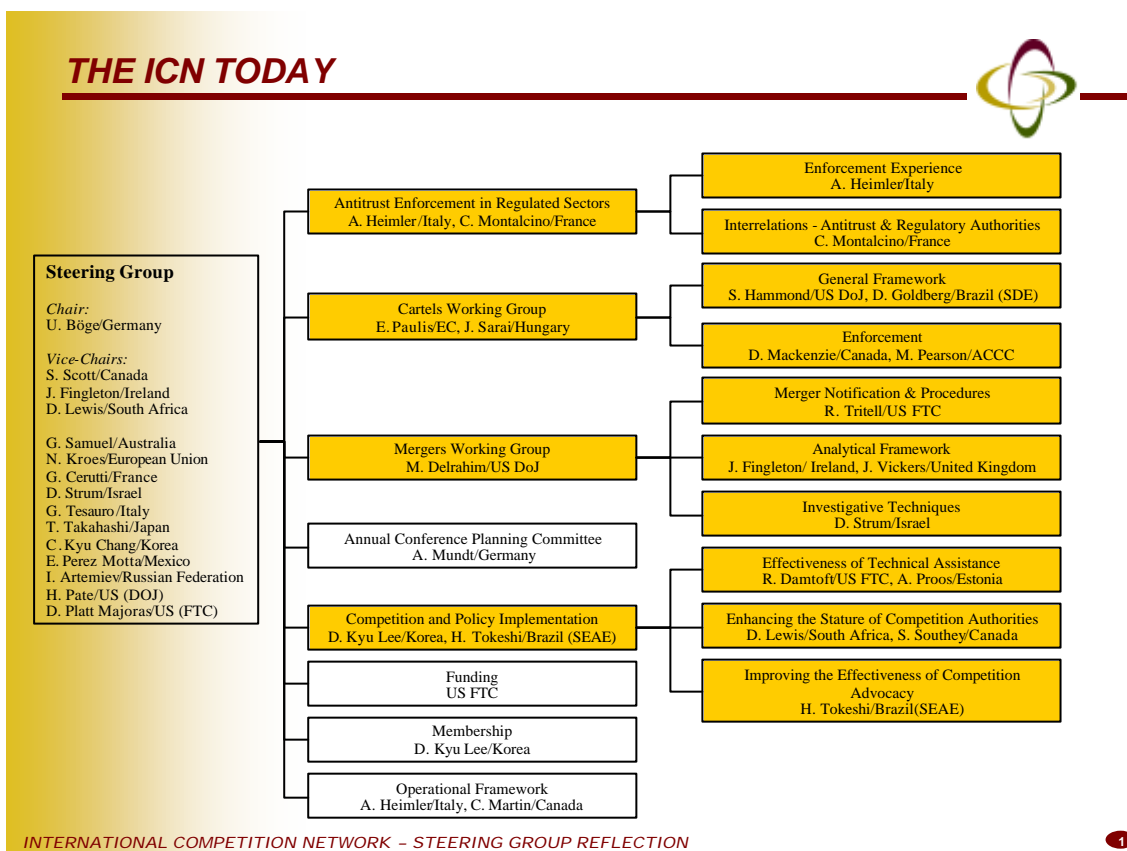 THE ICN TODAY
Steering Group
Chair:
U. Böge/Germany
Vice-Chairs:
S. Scott/Canada
J. Fingleton/Ireland
D. Lewis/South Africa
G. Samuel/Australia
N. Kroes/European Union
G. Cerutti/France
D. Strum/Israel
G. Tesauro/Italy
T. Takahashi/Japan
C. Kyu Chang/Korea
E. Perez Motta/Mexico
I. Artemiev/Russian Federation
H. Pate/US (DOJ)
D. Platt Majoras/US (FTC)
Antitrust Enforcement in Regulated Sectors
A. Heimler/Italy, C. Montalcino/France
Enforcement Experience
A. Heimler/Italy
Interrelations - Antitrust & Regulatory Authorities
C. Montalcino/France
Cartels Working Group
E. Paulis/EC, J. Sarai/Hungary
General Framework
S. Hammond/US DoJ, D. Goldberg/Brazil (SDE)
Enforcement
D. Mackenzie/Canada, M. Pearson/ACCC
Mergers Working Group
M. Delrahim/US DoJ
Merger Notification & Procedures
R. Tritell/US FTC
Analytical Framework
J. Fingleton/ Ireland, J. Vickers/United Kingdom
Investigative Techniques
D. Strum/Israel
Annual Conference Planning Committee
A. Mundt/Germany
Competition and Policy Implementation
D. Kyu Lee/Korea, H. Tokeshi/Brazil (SEAE)
Effectiveness of Technical Assistance
R. Damtoft/US FTC, A. Proos/Estonia
Enhancing the Stature of Competition Authorities
D. Lewis/South Africa, S. Southey/Canada
Improving the Effectiveness of Competition
Advocacy
H. Tokeshi/Brazil(SEAE)
Funding
US FTC
Membership
D. Kyu Lee/Korea
Operational Framework
A. Heimler/Italy, C. Martin/Canada
INTERNATIONAL COMPETITION NETWORK – STEERING GROUP REFLECTION
1